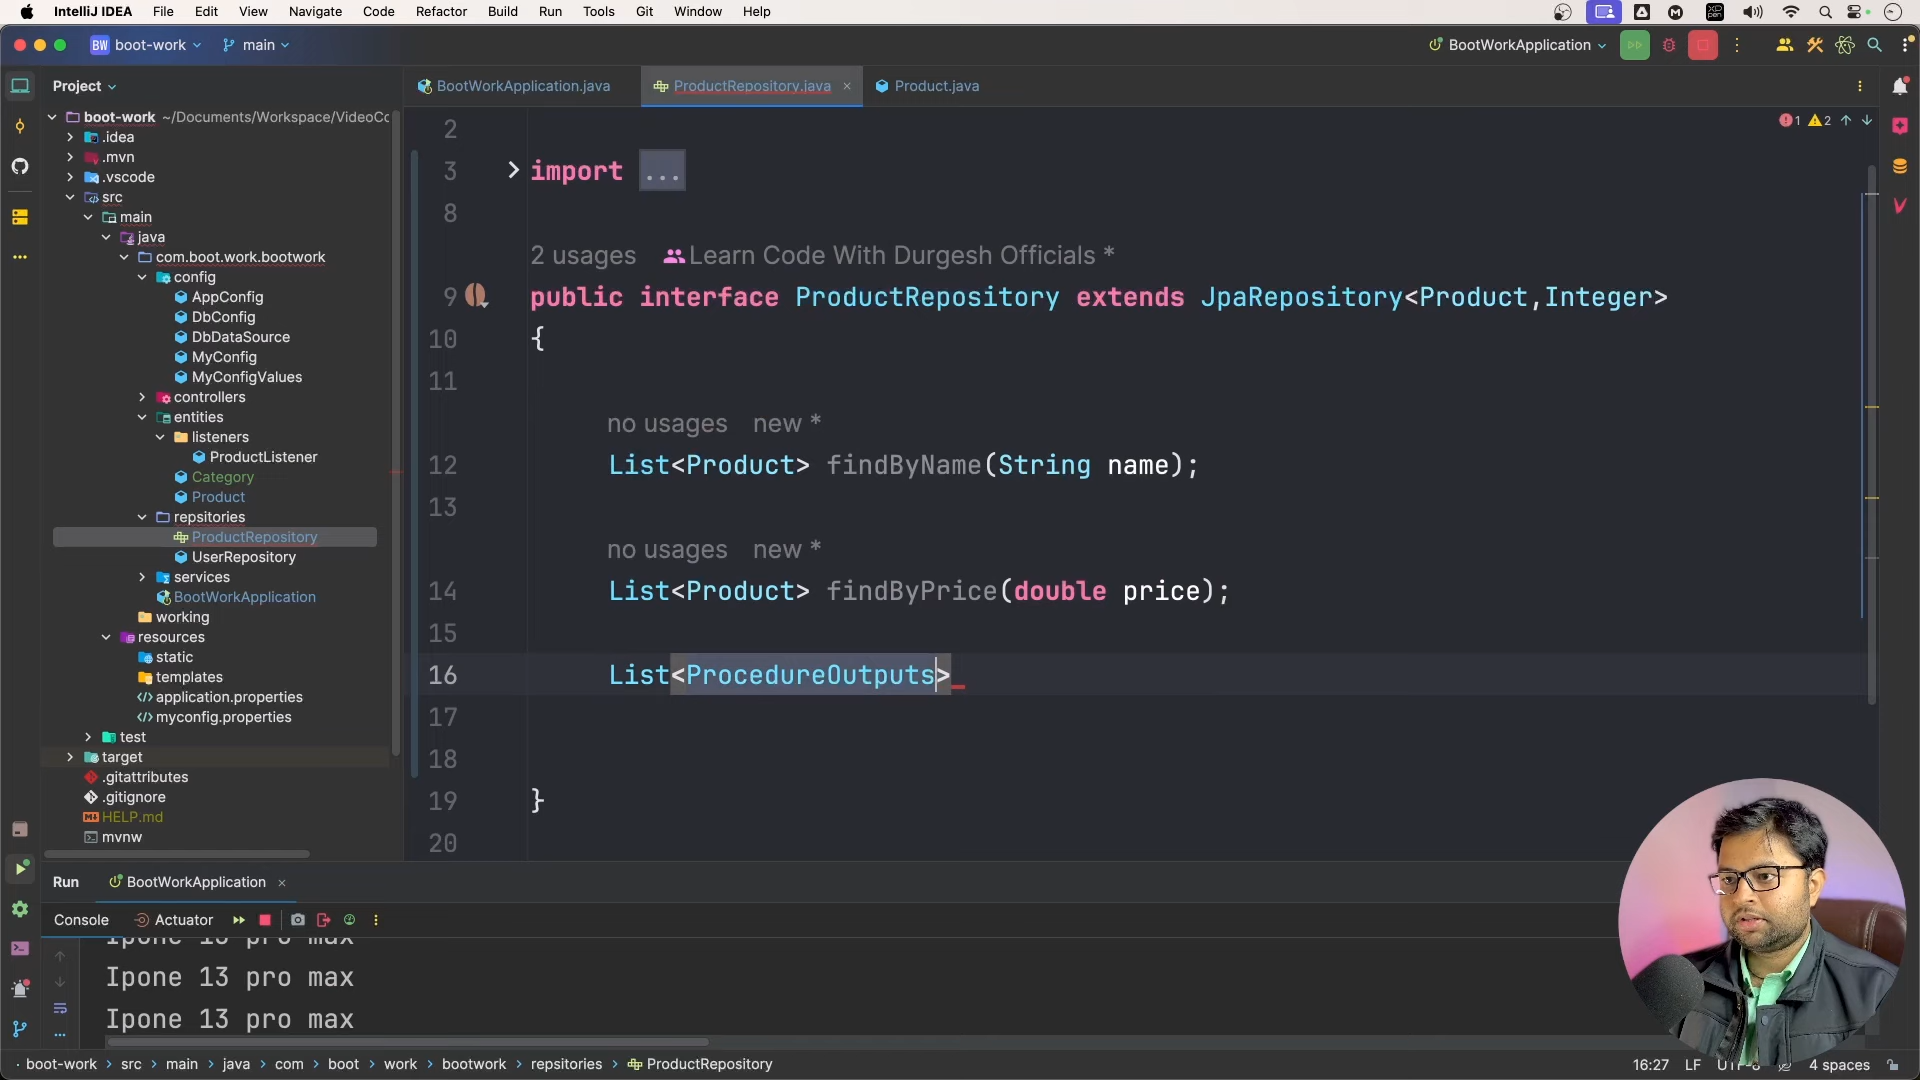 IntelliJ IDEA File Edit View Navigate Code Refactor Build Run Tools Git Window Help
BW boot-work main BootWorkApplication
Project
BootWorkApplication.java ProductRepository.java Product.java
boot-work ~/Documents/Workspace/VideoCo
.idea
.mvn
.vscode
src
main
java
com.boot.work.bootwork
config
AppConfig
DbConfig
DbDataSource
MyConfig
MyConfigValues
controllers
entities
listeners
ProductListener
Category
Product
repsitories
ProductRepository
UserRepository
services
BootWorkApplication
working
resources
static
templates
application.properties
myconfig.properties
test
target
.gitattributes
.gitignore
HELP.md
mvnw
1 2
2
3 import ...
8
2 usages Learn Code With Durgesh Officials *
9 public interface ProductRepository extends JpaRepository<Product,Integer>
10 {
11
no usages new *
12 List<Product> findByName(String name);
13
no usages new *
14 List<Product> findByPrice(double price);
15
16 List<ProcedureOutputs>
17
18
19 }
20
Run BootWorkApplication
Console Actuator
Ipone 13 pro max
Ipone 13 pro max
Ipone 13 pro max
boot-work > src > main > java > com > boot > work > bootwork > repsitories > ProductRepository
16:27 LF UTF-8 4 spaces